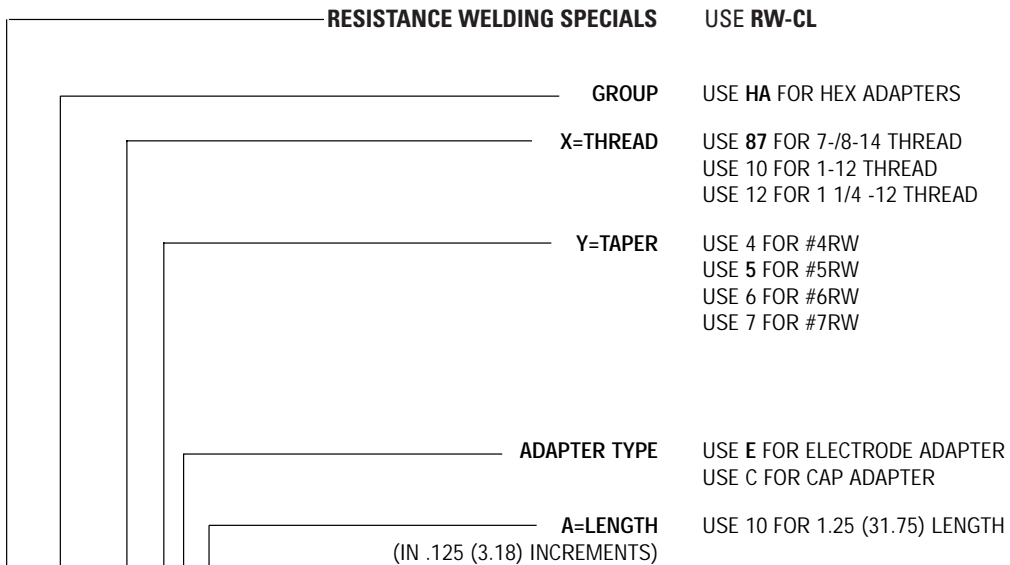 RESISTANCE WELDING SPECIALS USE RW-CL
GROUP USE HA FOR HEX ADAPTERS
X=THREAD USE 87 FOR 7-/8-14 THREAD
USE 10 FOR 1-12 THREAD
USE 12 FOR 1 1/4 -12 THREAD
Y=TAPER USE 4 FOR #4RW
USE 5 FOR #5RW
USE 6 FOR #6RW
USE 7 FOR #7RW
ADAPTER TYPE USE E FOR ELECTRODE ADAPTER
USE C FOR CAP ADAPTER
A=LENGTH USE 10 FOR 1.25 (31.75) LENGTH
(IN .125 (3.18) INCREMENTS)